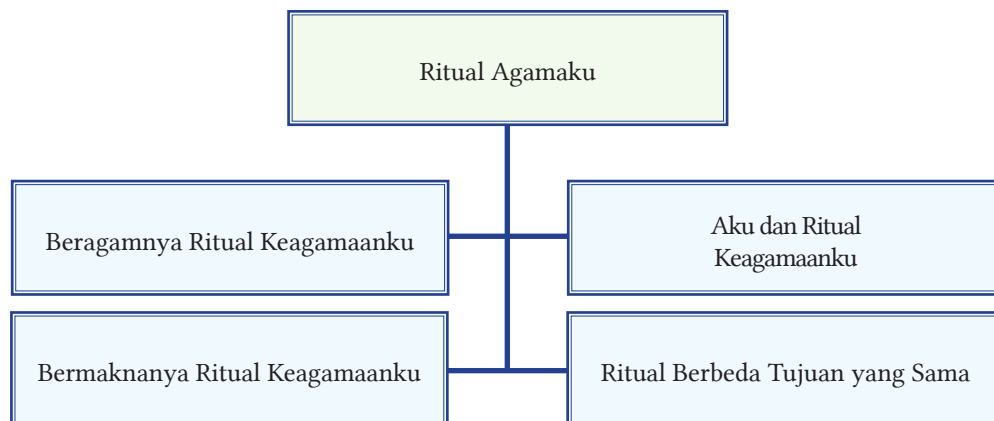 Ritual Agamaku
Beragamnya Ritual Keagamaanku
Aku dan Ritual
Keagamaanku
Bermaknanya Ritual Keagamaanku
Ritual Berbeda Tujuan yang Sama